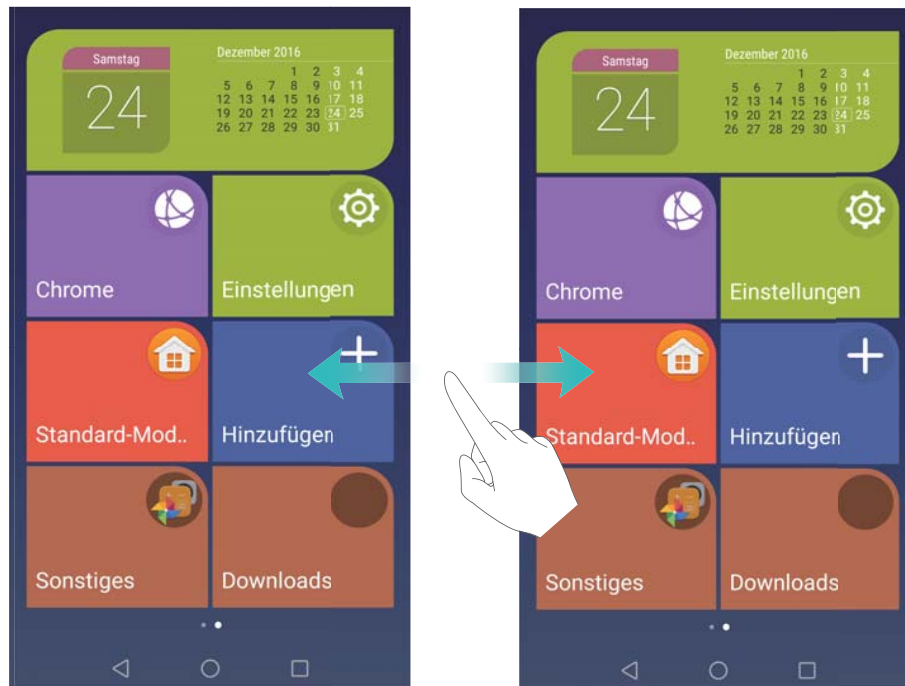 Samstag
24
Dezember 2016
1 2 3 4
5 6 7 8 9 10 11
12 13 14 15 16 17 18
19 20 21 22 23 24 25
26 27 28 29 30 31
Chrome
Einstellungen
Standard-Mod..
Hinzufügen
Sonstiges
Downloads
Samstag
24
Dezember 2016
1 2 3 4
5 6 7 8 9 10 11
12 13 14 15 16 17 18
19 20 21 22 23 24 25
26 27 28 29 30 31
Chrome
Einstellungen
Standard-Mod..
Hinzufügen
Sonstiges
Downloads